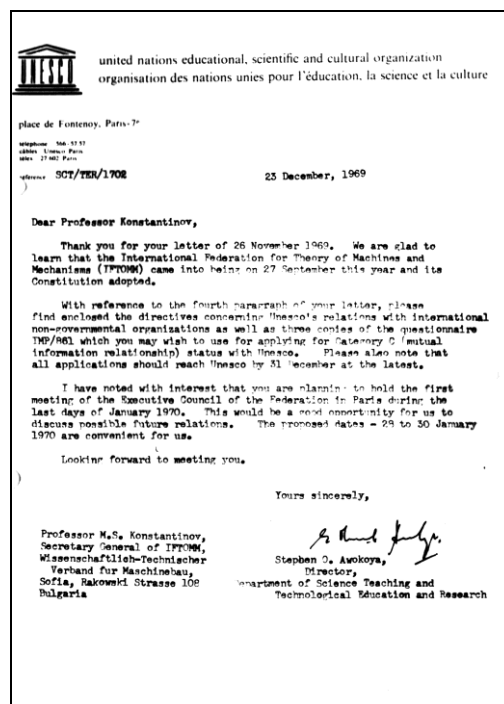 UNESCO
united nations educational, scientific and cultural organization
organisation des nations unies pour l'éducation, la science et la culture
place de Fontenoy, Paris-7e
téléphone 566-57.57
câbles Unesco Paris
télex 27 602 Paris
référence SCT/TER/1702
23 December, 1969
Dear Professor Konstantinov,
Thank you for your letter of 26 November 1969. We are glad to
learn that the International Federation for Theory of Machines and
Mechanisms (IFTOMM) came into being on 27 September this year and its
Constitution adopted.
With reference to the fourth pararraph of your letter, please
find enclosed the directives concerning Unesco's relations with international
non-governmental organizations as well as three copies of the questionnaire
TMP/861 which you may wish to use for applying for Category C (mutual
information relationship) status with Unesco. Please also note that
all applications should reach Unesco by 31 December at the latest.
I have noted with interest that you are planning to hold the first
meeting of the Executive Council of the Federation in Paris during the
last days of January 1970. This would be a good opportunity for us to
discuss possible future relations. The proposed dates - 29 to 30 January
1970 are convenient for us.
Looking forward to meeting you.
Yours sincerely,
Professor M.S. Konstantinov,
Secretary General of IFTOMM,
Wissenschaftlich-Technischer
Verband fur Maschinebau,
Sofia, Rakowski Strasse 108
Bulgaria
Stephen O. Awokoya,
Director,
Department of Science Teaching and
Technological Education and Research